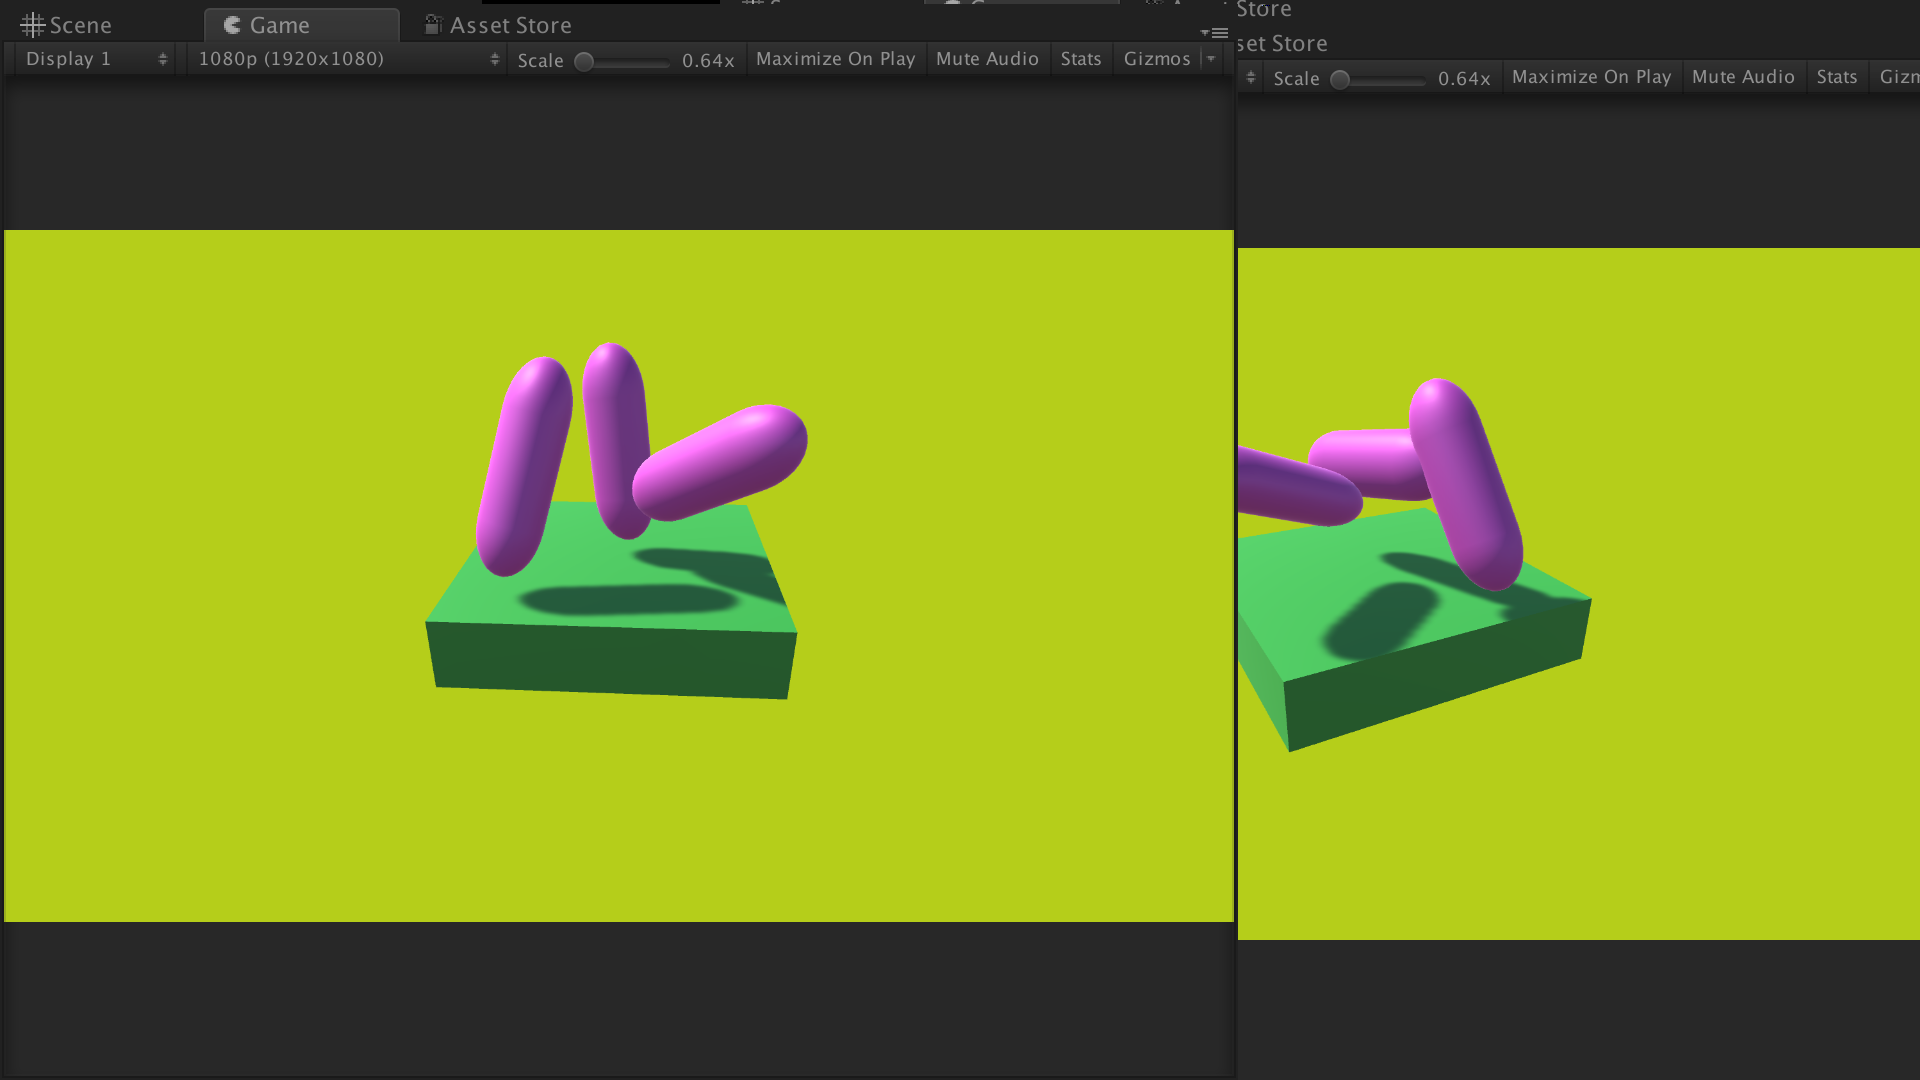 Store
Scene Game Asset Store
set Store
Display 1 1080p (1920x1080) Scale 0.64x Maximize On Play Mute Audio Stats Gizmos
Scale 0.64x Maximize On Play Mute Audio Stats Gizm